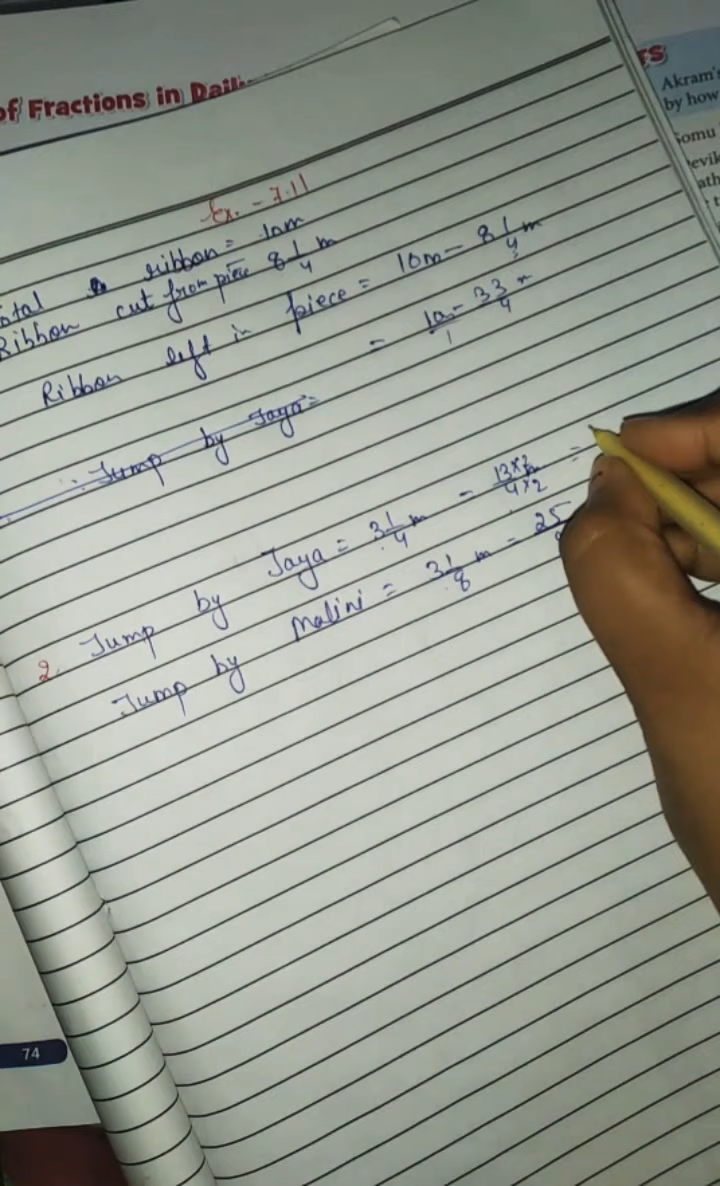 of Fractions in Daily
TS
Akram's
by how
Somu
Ex. - 7.11
ribbon = 10m
Ribbon cut from piece 8 1/4 m
Ribbon left in piece = 10m - 8 1/4 m
= 10/1 - 33/4 m
Jump by Jaya =
2. Jump by Jaya = 3 1/4 m = 13×2/4×2 m =
Jump by Malini = 3 1/8 m = 25
74